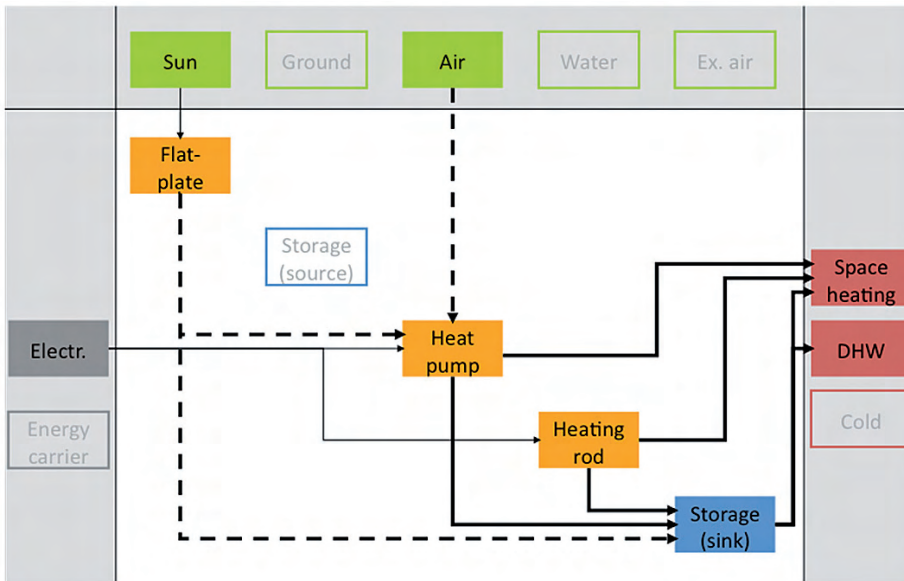 Sun
Ground
Air
Water
Ex. air
Flat-
plate
Storage
(source)
Space
heating
Electr.
Heat
pump
DHW
Energy
carrier
Heating
rod
Cold
Storage
(sink)